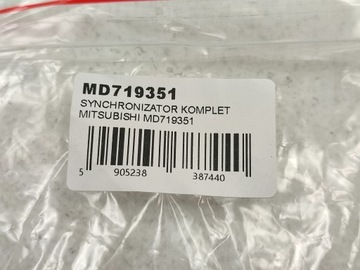 MD719351
SYNCHRONIZATOR KOMPLET
MITSUBISHI MD719351
5 905238 387440